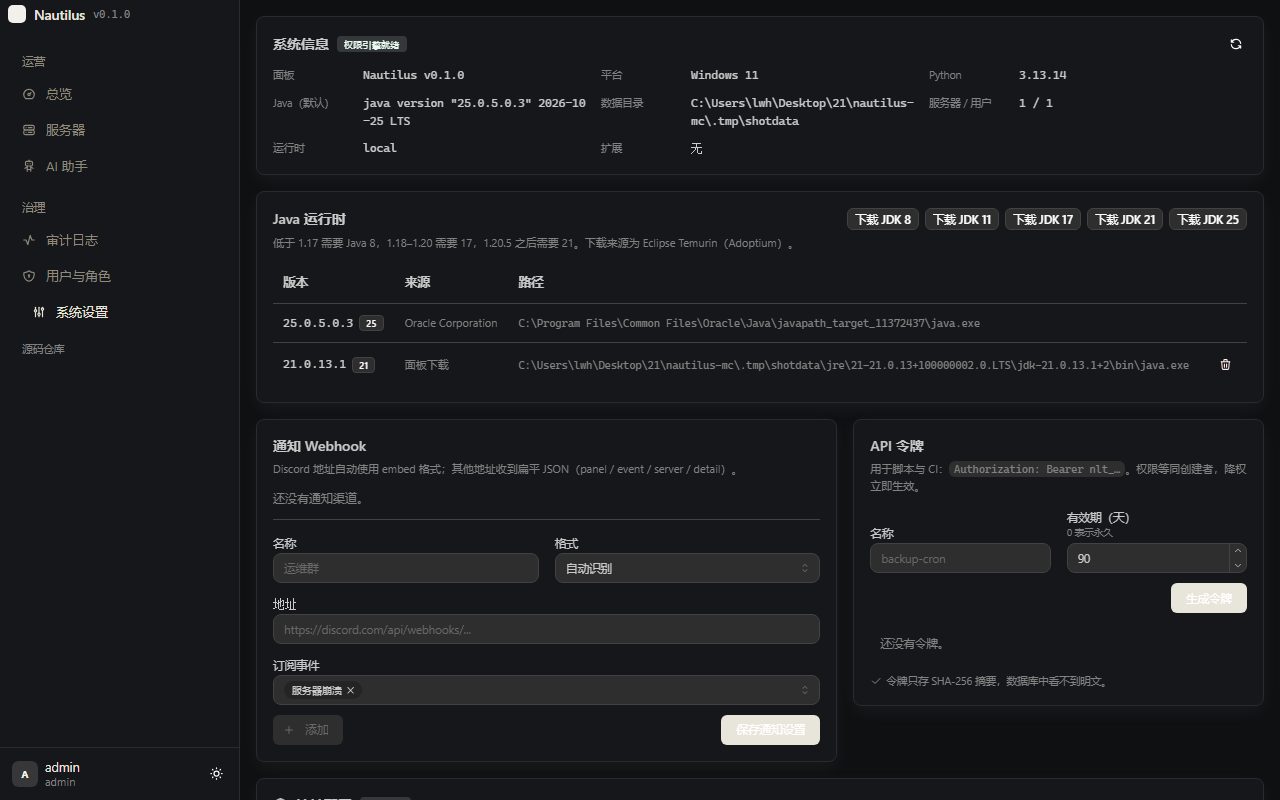 Nautilus v0.1.0
运营
总览
服务器
AI 助手
治理
审计日志
用户与角色
系统设置
源码仓库
A
admin
admin
系统信息 权限引擎就绪
面板 Nautilus v0.1.0 平台 Windows 11 Python 3.13.14
Java（默认） java version "25.0.5.0.3" 2026-10
-25 LTS
数据目录 C:\Users\lwh\Desktop\21\nautilus-
mc\.tmp\shotdata
服务器 / 用户 1 / 1
运行时 local 扩展 无
Java 运行时 下载 JDK 8 下载 JDK 11 下载 JDK 17 下载 JDK 21 下载 JDK 25
低于 1.17 需要 Java 8，1.18–1.20 需要 17，1.20.5 之后需要 21。下载来源为 Eclipse Temurin（Adoptium）。
版本 来源 路径
25.0.5.0.3 25 Oracle Corporation C:\Program Files\Common Files\Oracle\Java\javapath_target_11372437\java.exe
21.0.13.1 21 面板下载 C:\Users\lwh\Desktop\21\nautilus-mc\.tmp\shotdata\jre\21-21.0.13+100000002.0.LTS\jdk-21.0.13.1+2\bin\java.exe
通知 Webhook
Discord 地址自动使用 embed 格式；其他地址收到扁平 JSON（panel / event / server / detail）。
还没有通知渠道。
名称 格式
运维群 自动识别
地址
https://discord.com/api/webhooks/...
订阅事件
服务器崩溃
添加 保存通知设置
API 令牌
用于脚本与 CI： Authorization: Bearer nlt_… 。权限等同创建者，降权
立即生效。
名称 有效期（天）
0 表示永久
backup-cron 90
生成令牌
还没有令牌。
令牌只存 SHA-256 摘要，数据库中看不到明文。